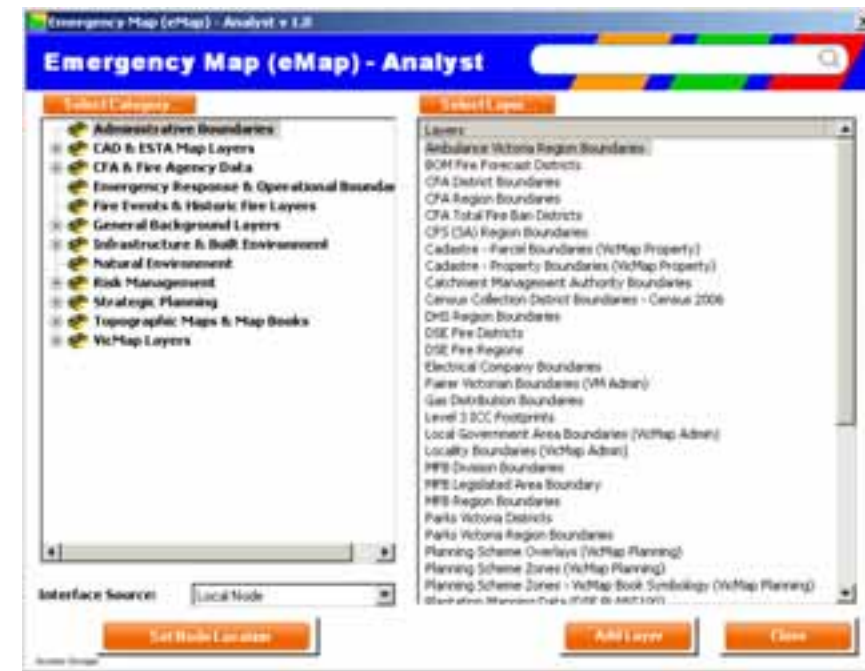 Emergency Map (eMap) - Analyst v 1.0
Emergency Map (eMap) - Analyst
Select Category
Administrative Boundaries
CAD & ESTA Map Layers
CFA & Fire Agency Data
Emergency Response & Operational Boundar
Fire Events & Historic Fire Layers
General Background Layers
Infrastructure & Built Environment
Natural Environment
Risk Management
Strategic Planning
Topographic Maps & Map Books
VicMap Layers
Interface Source:
Local Node
Set Node Location
Select Layer
Layers
Ambulance Victoria Region Boundaries
BOM Fire Forecast Districts
CFA District Boundaries
CFA Region Boundaries
CFA Total Fire Ban Districts
CFS (SA) Region Boundaries
Cadastre - Parcel Boundaries (VicMap Property)
Cadastre - Property Boundaries (VicMap Property)
Catchment Management Authority Boundaries
Census Collection District Boundaries - Census 2006
DHS Region Boundaries
DSE Fire Districts
DSE Fire Regions
Electrical Company Boundaries
Fairer Victorian Boundaries (VM Admin)
Gas Distribution Boundaries
Level 3 ICC Footprints
Local Government Area Boundaries (VicMap Admin)
Locality Boundaries (VicMap Admin)
MFB Division Boundaries
MFB Legislated Area Boundary
MFB Region Boundaries
Parks Victoria Districts
Parks Victoria Region Boundaries
Planning Scheme Overlays (VicMap Planning)
Planning Scheme Zones (VicMap Planning)
Planning Scheme Zones - VicMap Book Symbology (VicMap Planning)
Plantation Mapping Data
Add Layer
Close